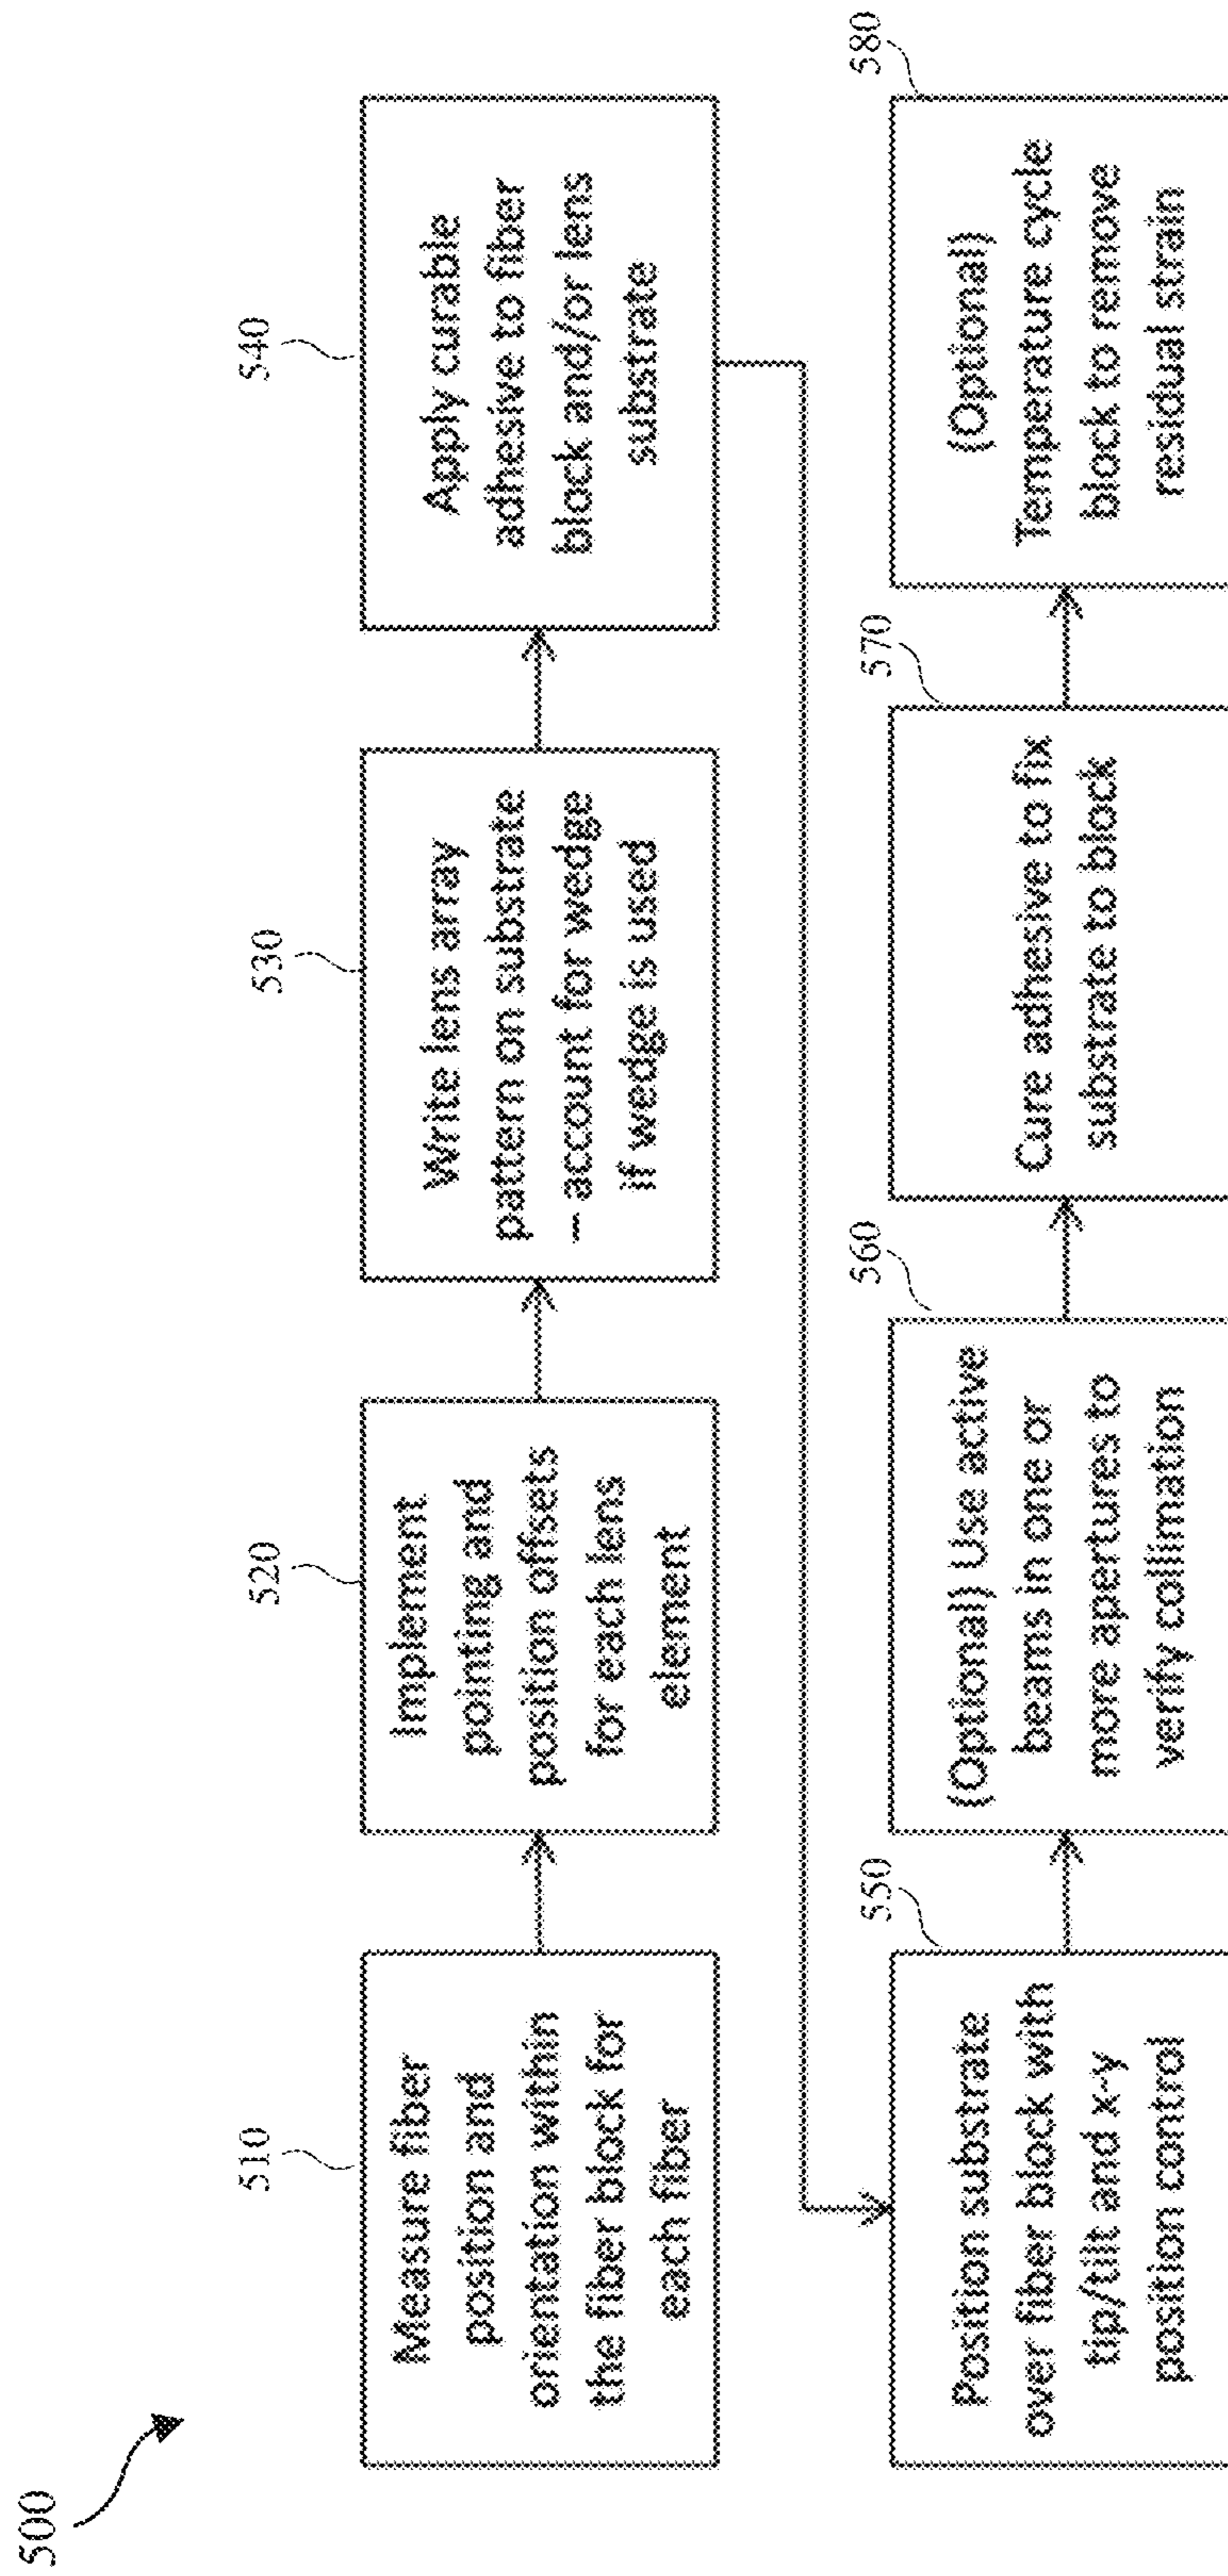 500
510
Measure fiber
position and
orientation within
the fiber block for
each fiber
520
Implement
pointing and
position offsets
for each lens
element
530
Write lens array
pattern on substrate
– account for wedge
if wedge is used
540
Apply curable
adhesive to fiber
block and/or lens
substrate
550
Position substrate
over fiber block with
tip/tilt and x-y
position control
560
(Optional) Use active
beams in one or
more apertures to
verify collimation
570
Cure adhesive to fix
substrate to block
580
(Optional)
Temperature cycle
block to remove
residual strain